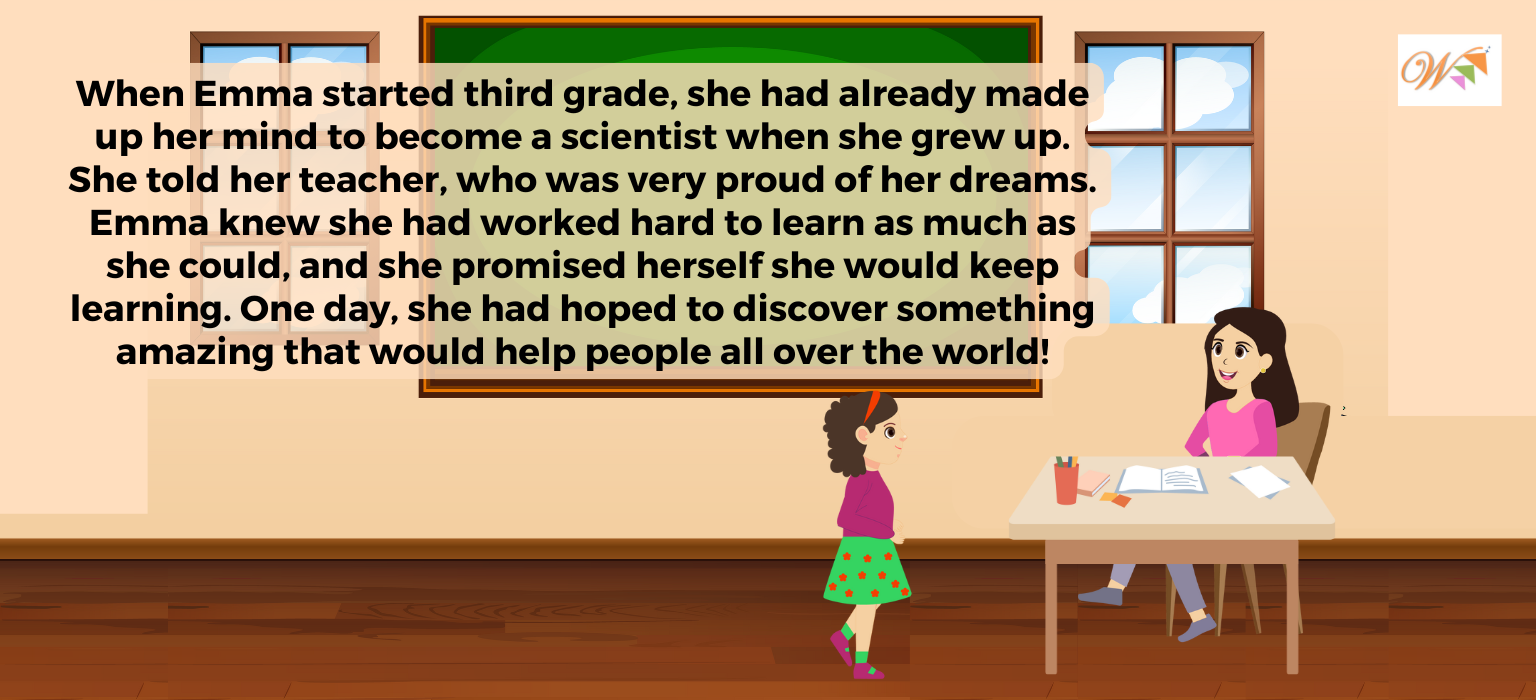 When Emma started third grade, she had already made
up her mind to become a scientist when she grew up.
She told her teacher, who was very proud of her dreams.
Emma knew she had worked hard to learn as much as
she could, and she promised herself she would keep
learning. One day, she had hoped to discover something
amazing that would help people all over the world!
W